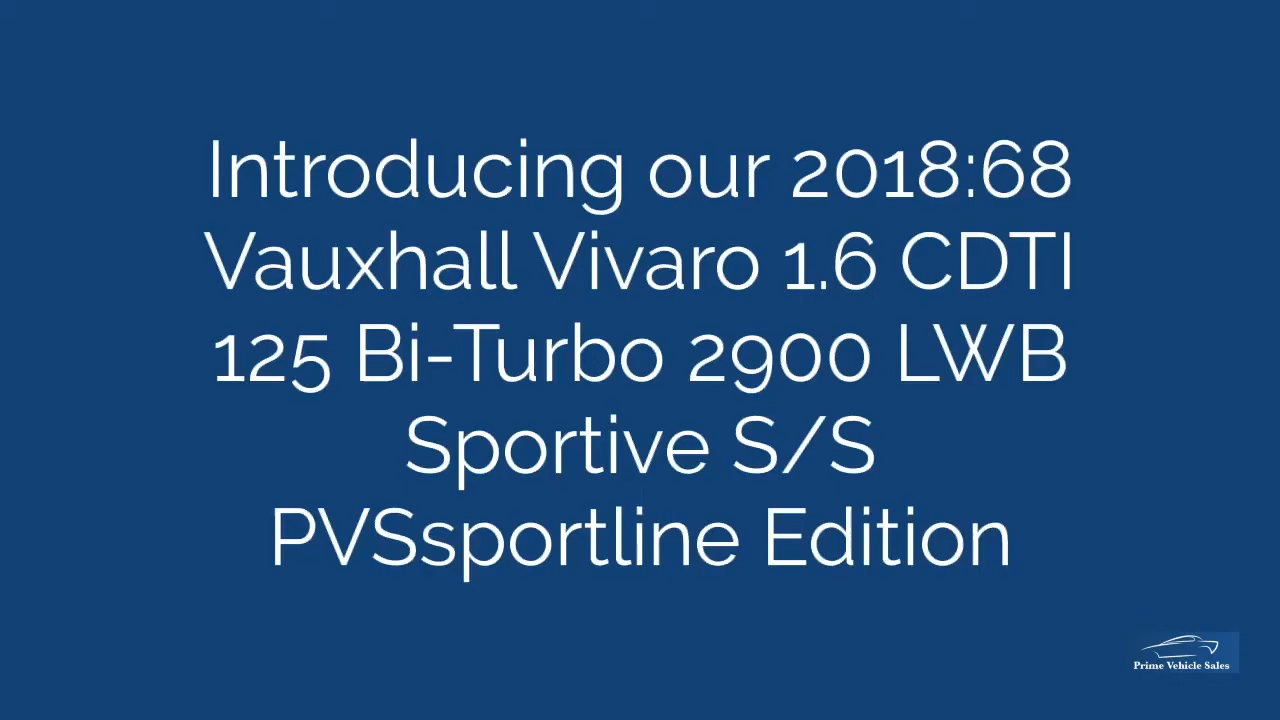 Introducing our 2018:68
Vauxhall Vivaro 1.6 CDTI
125 Bi-Turbo 2900 LWB
Sportive S/S
PVSsportline Edition
Prime Vehicle Sales